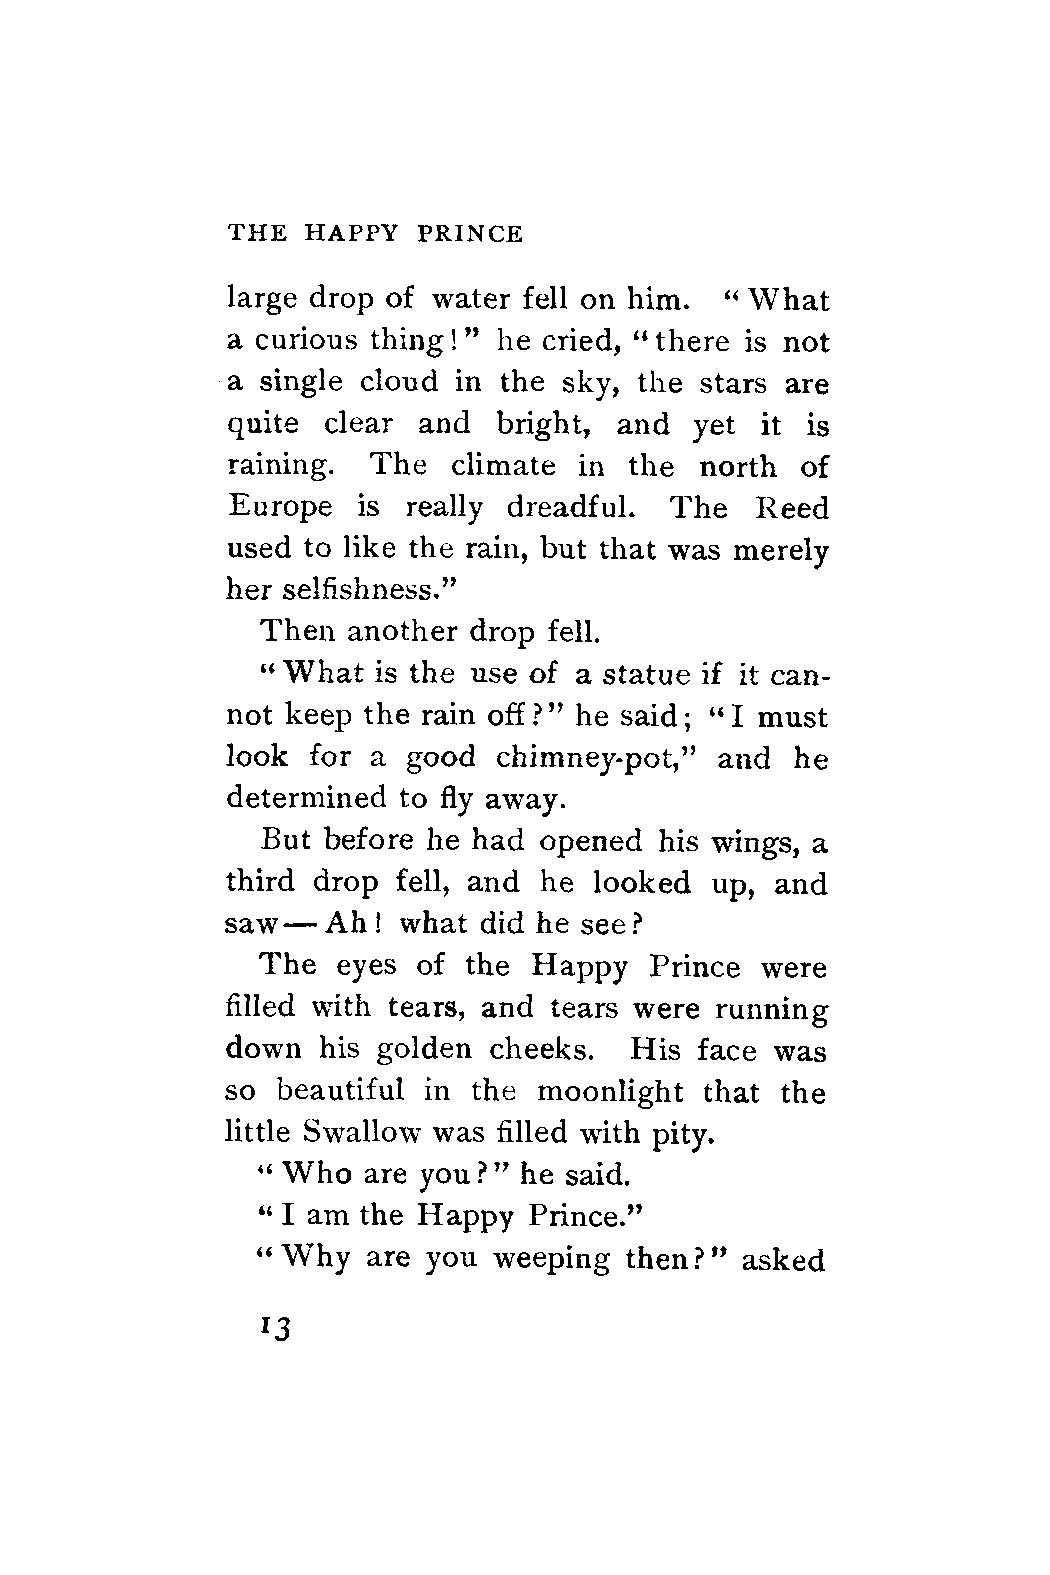 THE HAPPY PRINCE
large drop of water fell on him. “What
a curious thing!” he cried, “there is not
a single cloud in the sky, the stars are
quite clear and bright, and yet it is
raining. The climate in the north of
Europe is really dreadful. The Reed
used to like the rain, but that was merely
her selfishness.”
Then another drop fell.
“What is the use of a statue if it can-
not keep the rain off?” he said; “I must
look for a good chimney-pot,” and he
determined to fly away.
But before he had opened his wings, a
third drop fell, and he looked up, and
saw— Ah! what did he see?
The eyes of the Happy Prince were
filled with tears, and tears were running
down his golden cheeks. His face was
so beautiful in the moonlight that the
little Swallow was filled with pity.
“Who are you?” he said.
“I am the Happy Prince.”
“Why are you weeping then?” asked
13